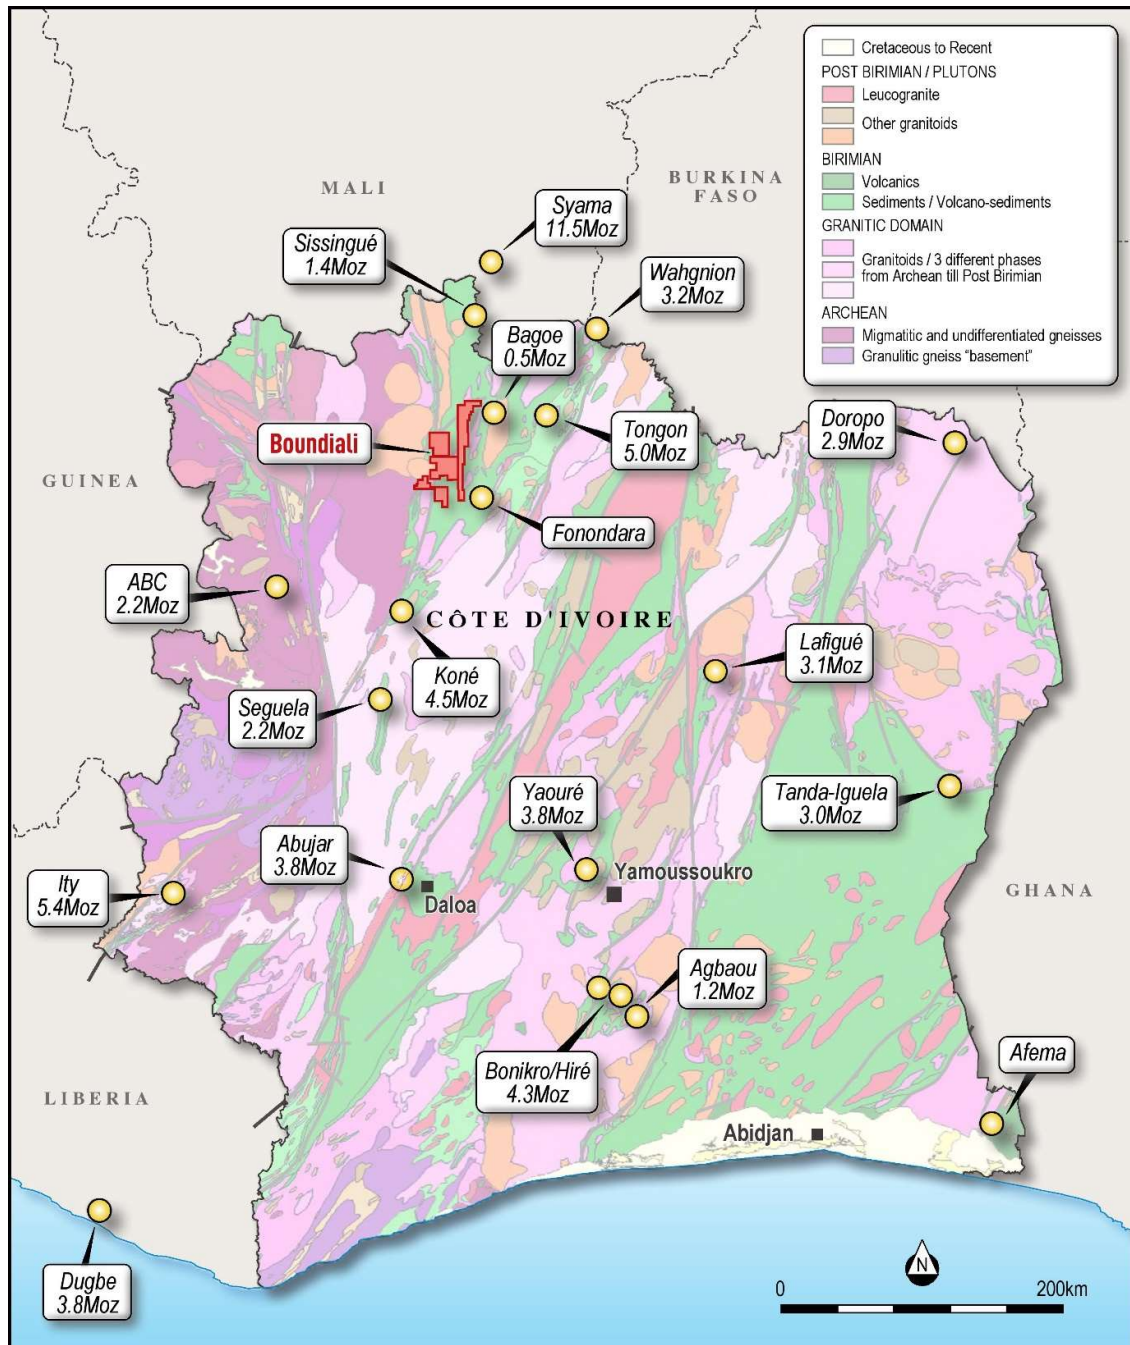 Cretaceous to Recent
POST BIRIMIAN / PLUTONS
Leucogranite
Other granitoids
BIRIMIAN
Volcanics
Sediments / Volcano-sediments
GRANITIC DOMAIN
Granitoids / 3 different phases
from Archean till Post Birimian
ARCHEAN
Migmatitic and undifferentiated gneisses
Granulitic gneiss “basement”
MALI
BURKINA
FASO
Syama
11.5Moz
Sissingué
1.4Moz
Wahgnion
3.2Moz
Bagoe
0.5Moz
Boundiali
Tongon
5.0Moz
Doropo
2.9Moz
GUINEA
Fonondara
ABC
2.2Moz
CÔTE D'IVOIRE
Koné
4.5Moz
Lafigué
3.1Moz
Seguela
2.2Moz
Yaouré
3.8Moz
Tanda-Iguela
3.0Moz
Abujar
3.8Moz
Yamoussoukro
Ity
5.4Moz
Daloa
GHANA
Agbaou
1.2Moz
Bonikro/Hiré
4.3Moz
Afema
LIBERIA
Abidjan
Dugbe
3.8Moz
N
0
200km